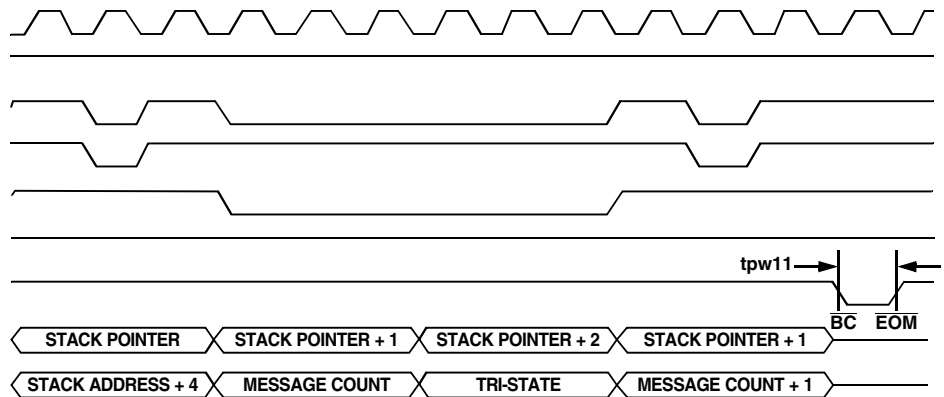 tpw11
BC EOM
STACK POINTER STACK POINTER + 1 STACK POINTER + 2 STACK POINTER + 1
STACK ADDRESS + 4 MESSAGE COUNT TRI-STATE MESSAGE COUNT + 1